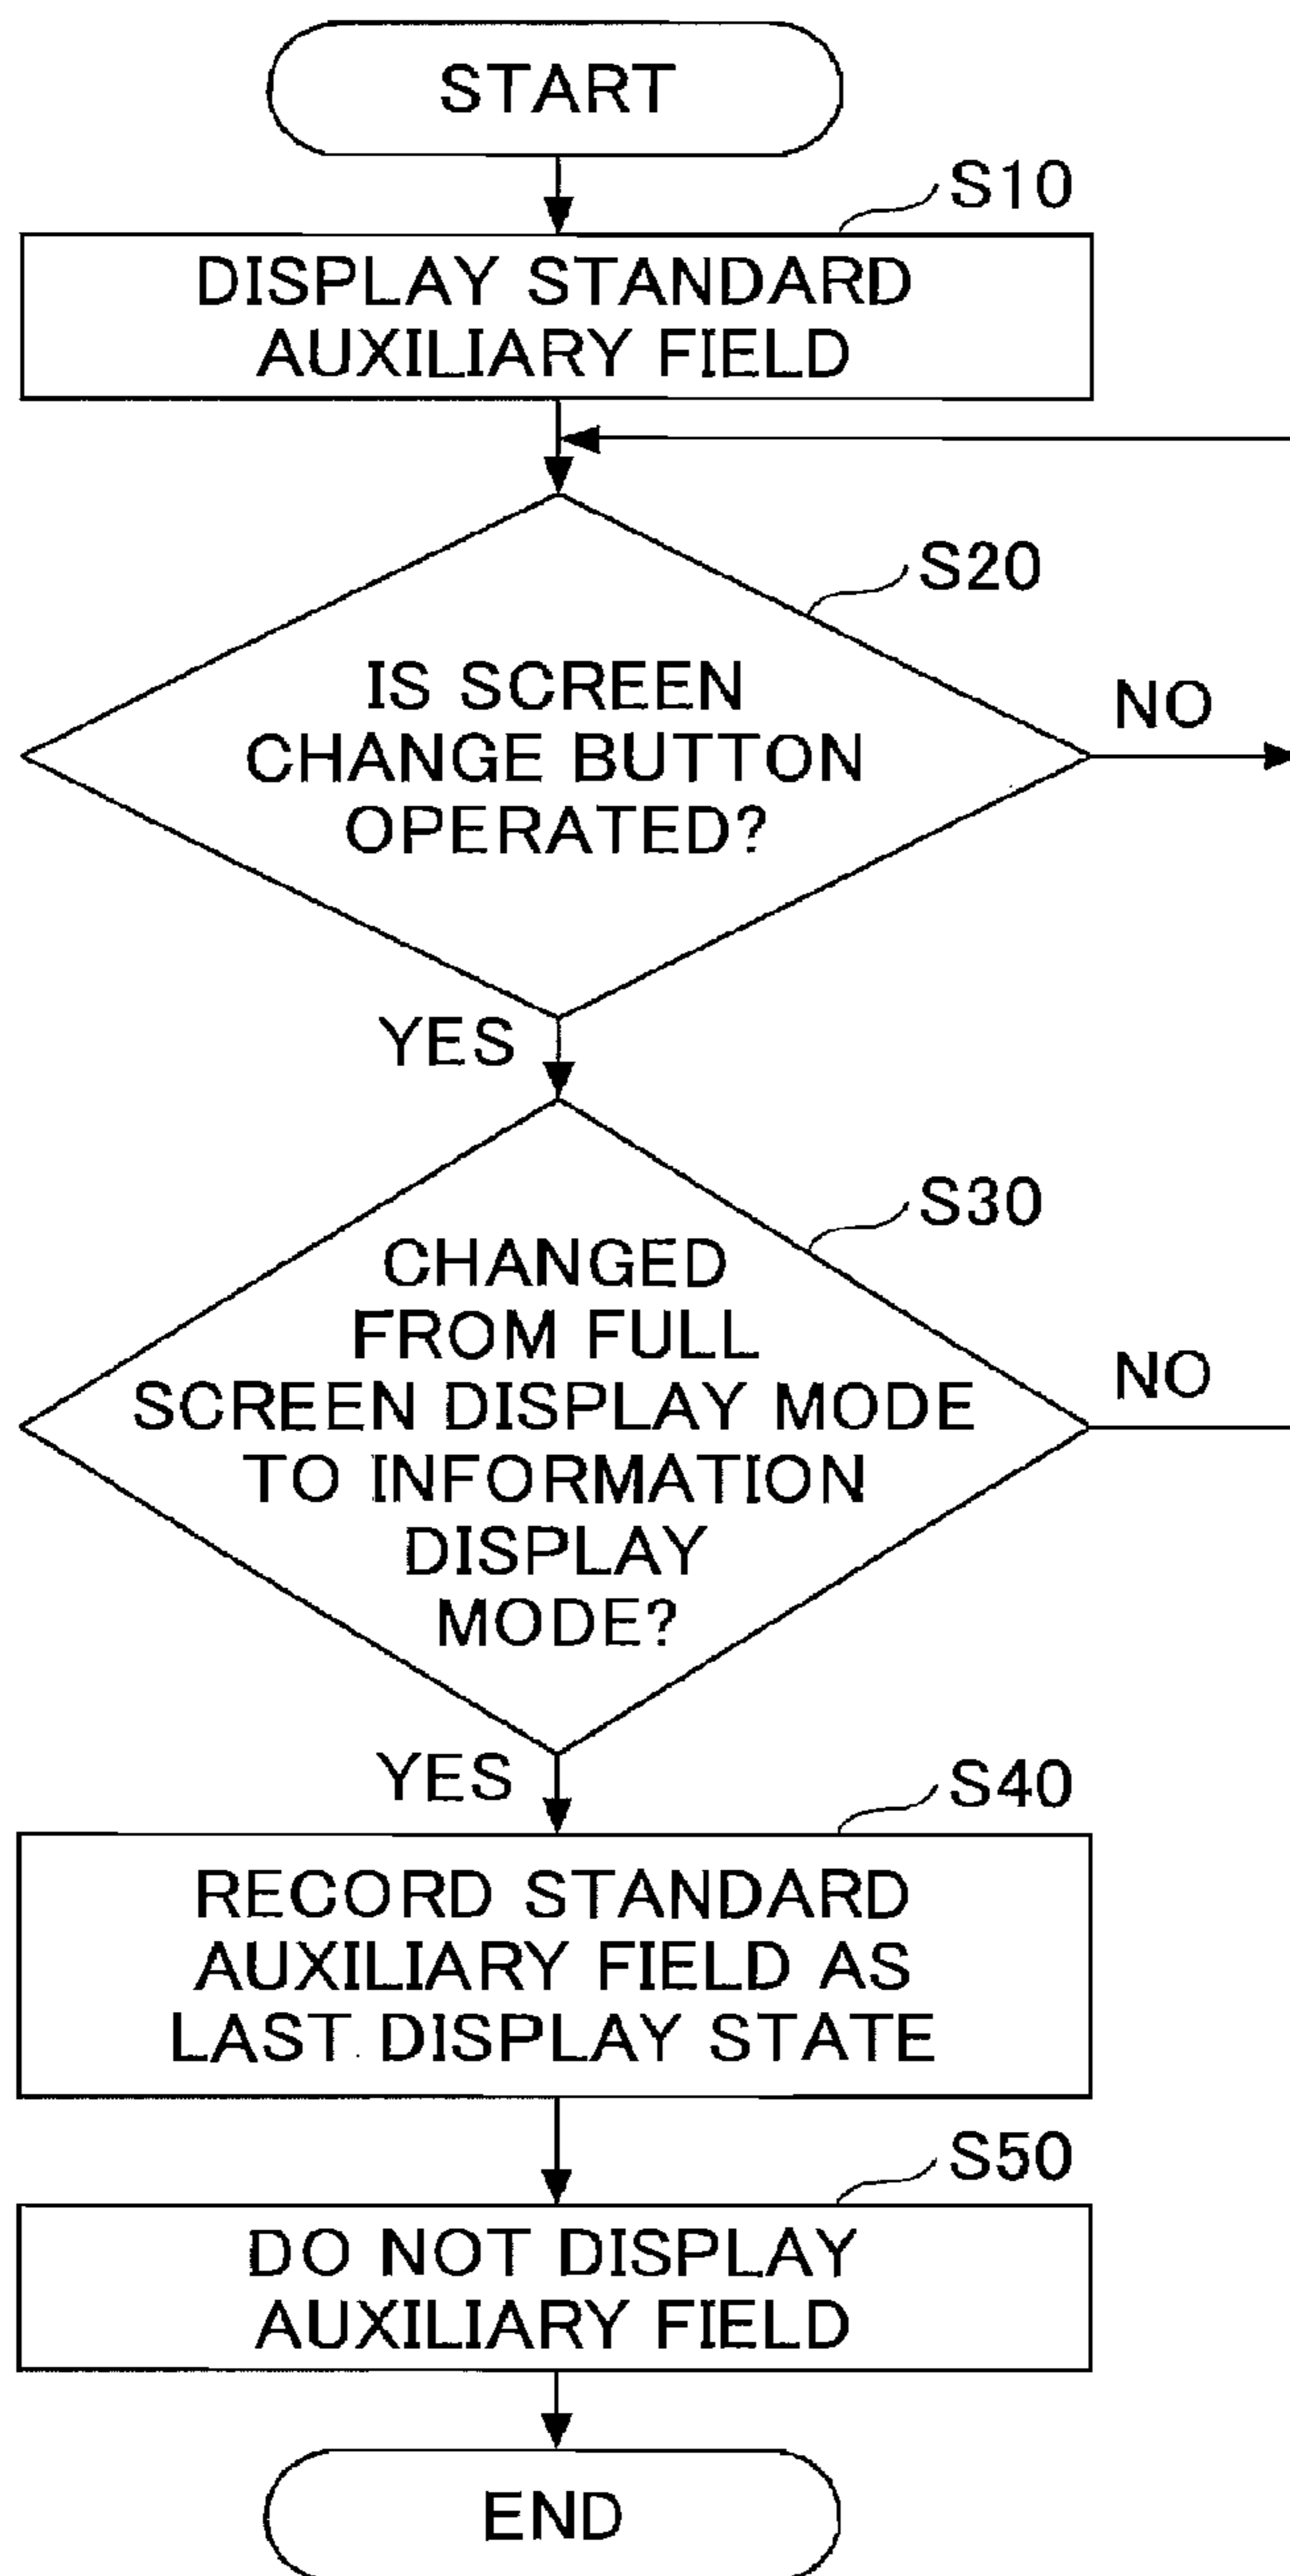 START
S10
DISPLAY STANDARD
AUXILIARY FIELD
S20
IS SCREEN
CHANGE BUTTON
OPERATED?
NO
YES
S30
CHANGED
FROM FULL
SCREEN DISPLAY MODE
TO INFORMATION
DISPLAY
MODE?
NO
YES
S40
RECORD STANDARD
AUXILIARY FIELD AS
LAST DISPLAY STATE
S50
DO NOT DISPLAY
AUXILIARY FIELD
END